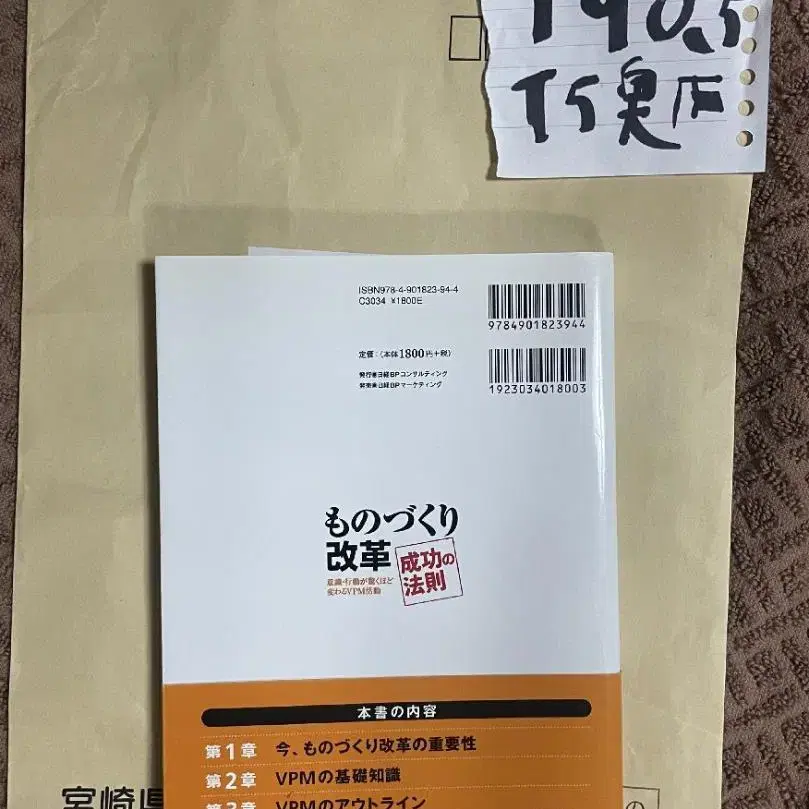 ISBN978-4-901823-94-4
C3034 ¥1800E
9784901823944
定価:(本体1800円+税)
発行者日経BPコンサルティング
発売者日経BPマーケティング
1923034018003
ものづくり
改革
成功の
法則
意識・行動が驚くほど
変わるVPM活動
本書の内容
第1章 今、ものづくり改革の重要性
第2章 VPMの基礎知識
第3章 VPMのアウトライン
宮崎県
の